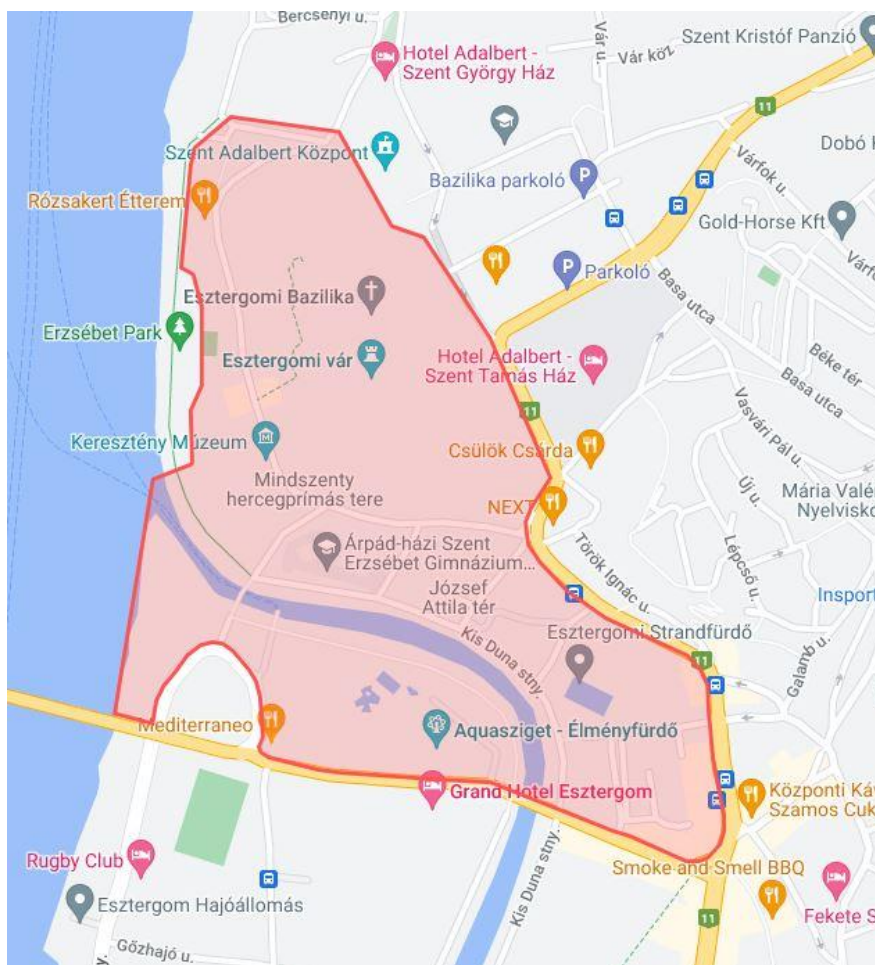 Bercsényi u.
Hotel Adalbert -
Szent György Ház
Vár u.
Vár köz
Szent Kristóf Panzió
11
Szent Adalbert Központ
Bazilika parkoló
P
Várfok u.
Dobó
Rózsakert Étterem
Gold-Horse Kft
Várfo
P
Parkoló
Basa utca
Esztergomi Bazilika
Erzsébet Park
Esztergomi vár
Hotel Adalbert -
Szent Tamás Ház
Béke tér
Basa utca
11
Vasvári Pál u.
Keresztény Múzeum
Csülök Csárda
Mindszenty
hercegprímás tere
NEXT
Új u.
Mária Valé
Nyelvisko
Árpád-házi Szent
Erzsébet Gimnázium...
Török Ignác u.
Lépcső u.
József
Attila tér
Insport
Kis Duna stny.
Esztergomi Strandfürdő
11
Galamb u.
Mediterraneo
Aquasziget - Élményfürdő
Grand Hotel Esztergom
Központi Káv
Szamos Cuk
Kis Duna stny.
Rugby Club
Smoke and Smell BBQ
Esztergom Hajóállomás
11
Fekete S
Gőzhajó u.
y.